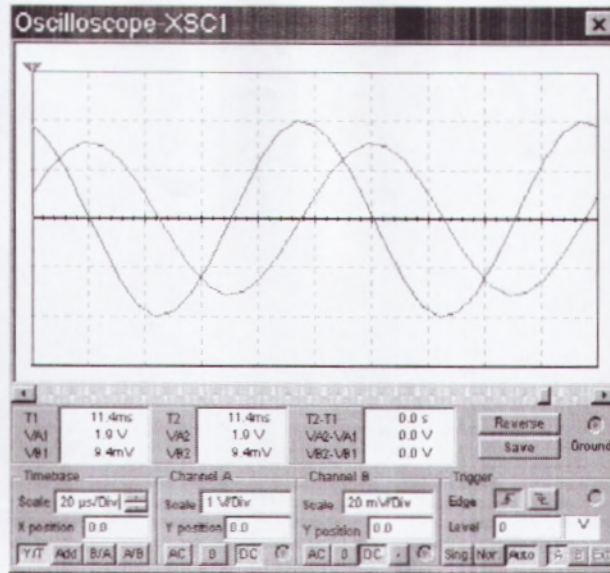 Oscilloscope-XSC1
T1 11.4ms T2 11.4ms T2-T1 0.0 s
VA1 1.9 V VA2 1.9 V VA2-VA1 0.0 V
VB1 9.4mV VB2 9.4mV VB2-VB1 0.0 V
Reverse
Save
Ground
Timebase Channel A Channel B Trigger
Scale 20 µs/Div Scale 1 V/Div Scale 20 mV/Div Edge
X position 0.0 Y position 0.0 Y position 0.0 Level 0 V
Y/T Add B/A A/B AC 0 DC AC 0 DC - Sing. Nor. Auto A B Ext